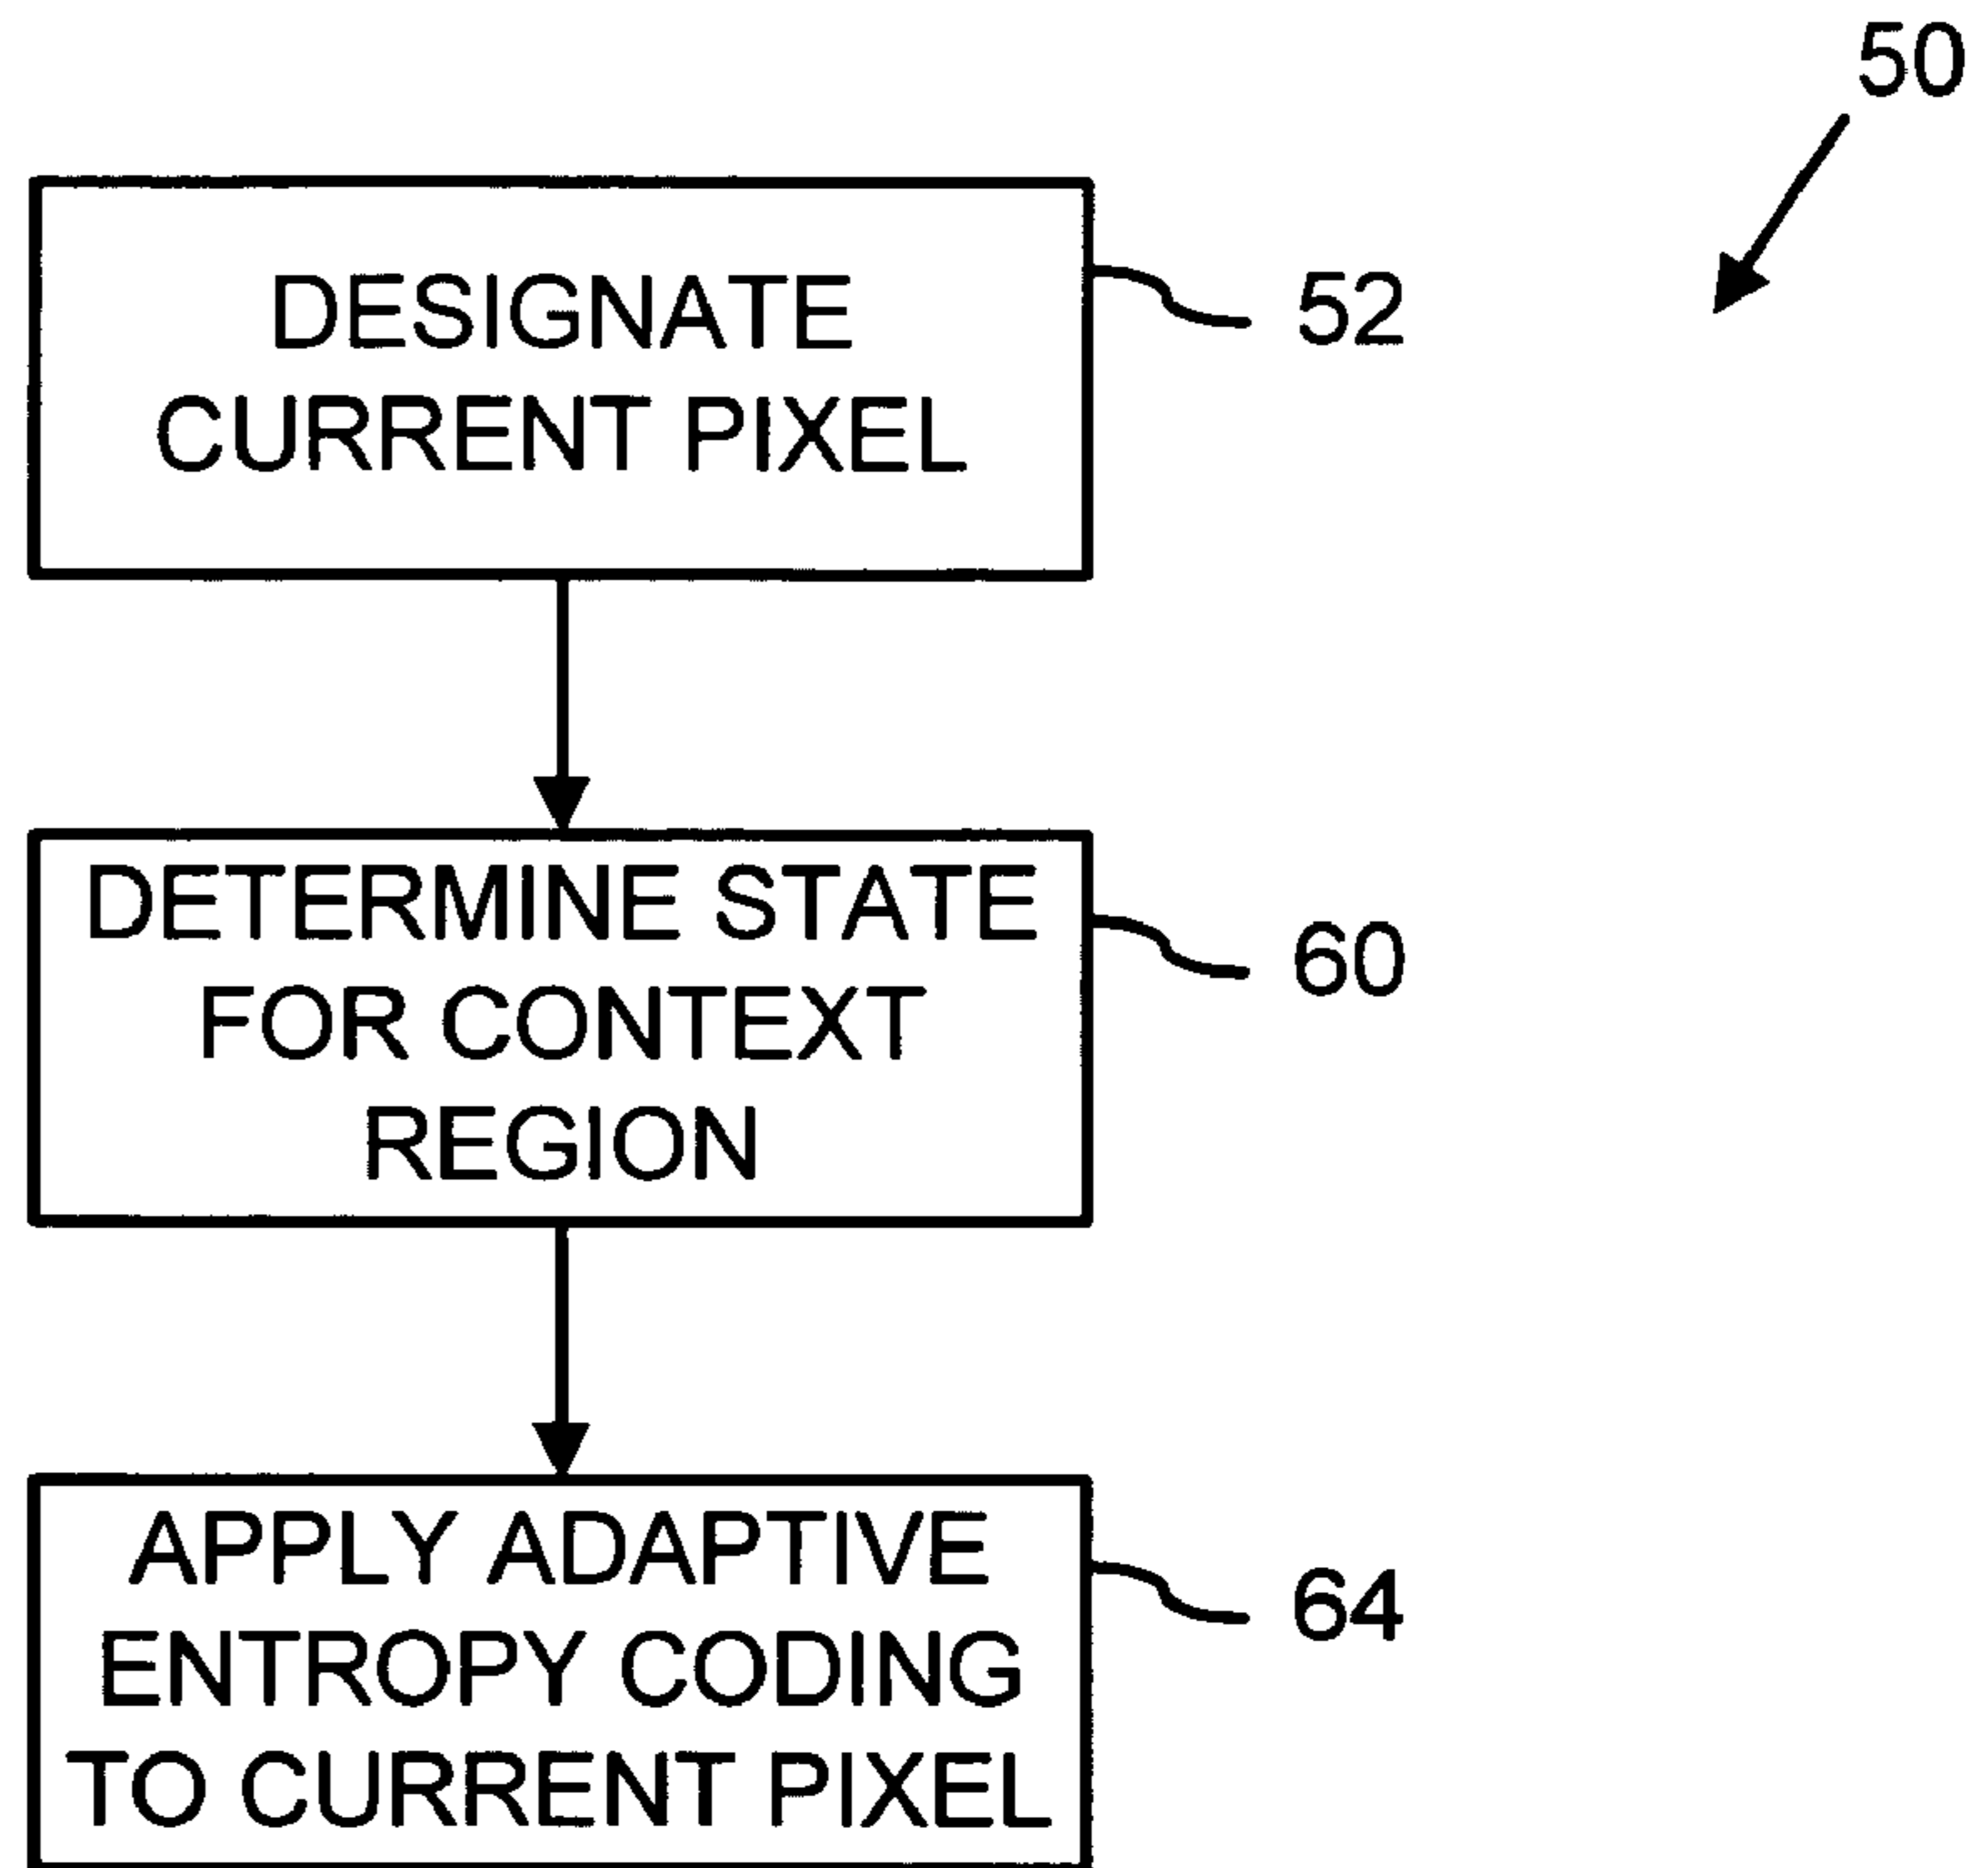 50
DESIGNATE
CURRENT PIXEL
52
DETERMINE STATE
FOR CONTEXT
REGION
60
APPLY ADAPTIVE
ENTROPY CODING
TO CURRENT PIXEL
64